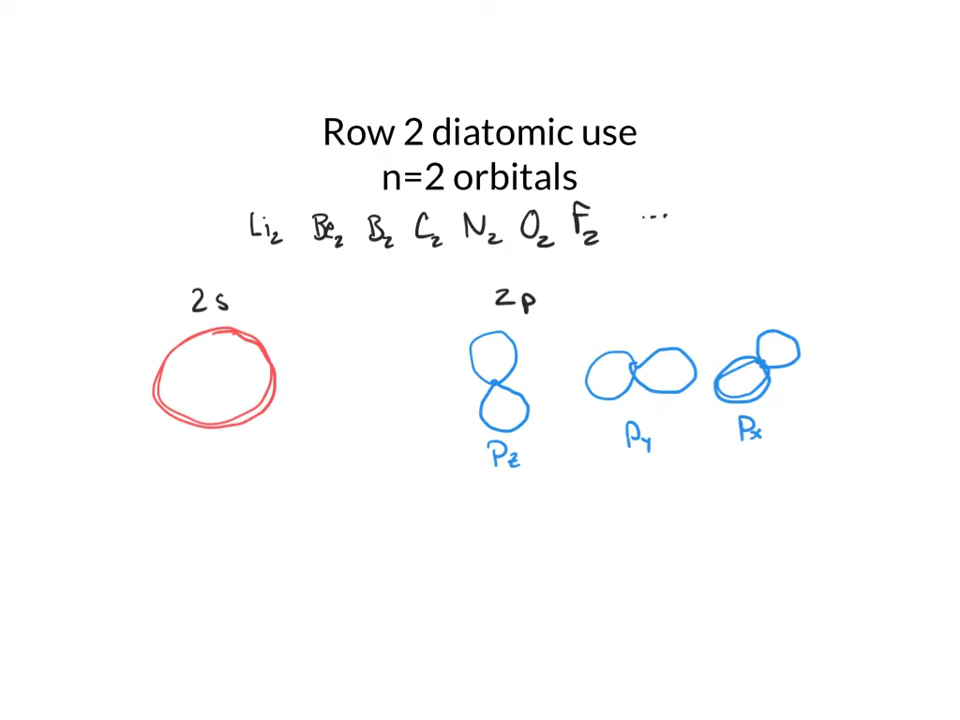 Row 2 diatomic use
n=2 orbitals
Li₂ Be₂ B₂ C₂ N₂ O₂ F₂ ...
2s 2p
Pz Py Px